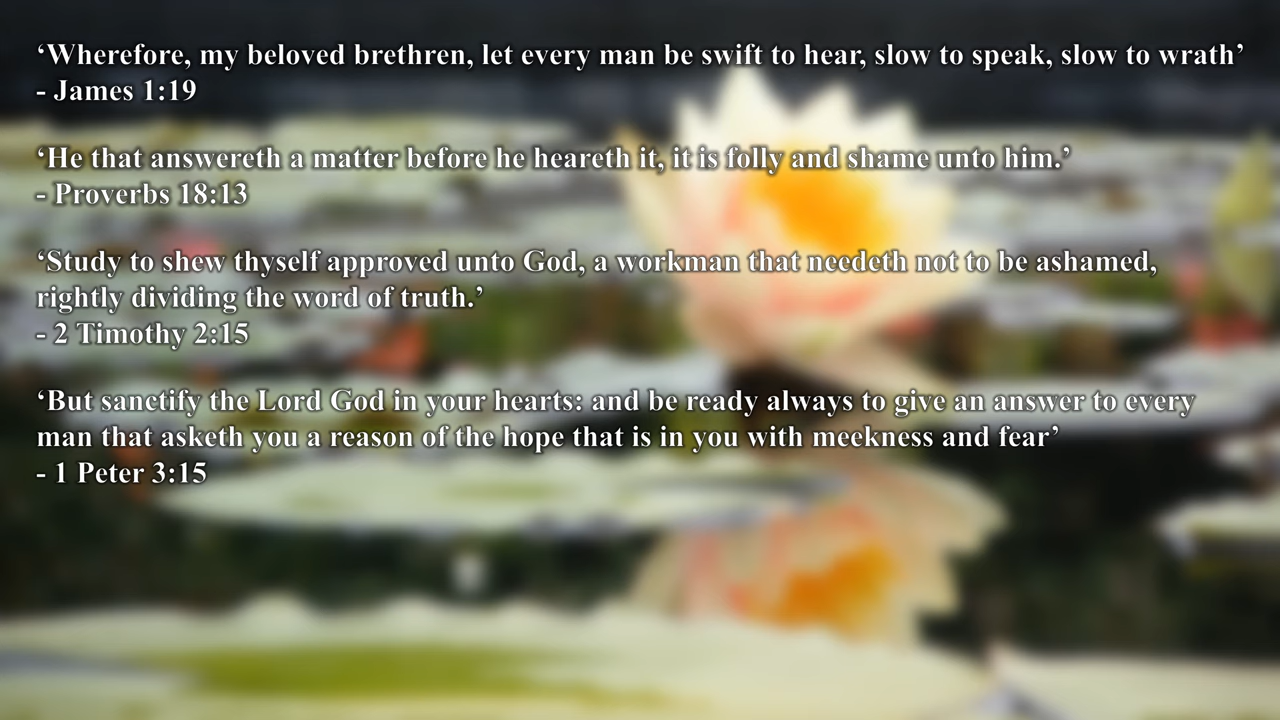 ‘Wherefore, my beloved brethren, let every man be swift to hear, slow to speak, slow to wrath’
- James 1:19
‘He that answereth a matter before he heareth it, it is folly and shame unto him.’
- Proverbs 18:13
‘Study to shew thyself approved unto God, a workman that needeth not to be ashamed,
rightly dividing the word of truth.’
- 2 Timothy 2:15
‘But sanctify the Lord God in your hearts: and be ready always to give an answer to every
man that asketh you a reason of the hope that is in you with meekness and fear’
- 1 Peter 3:15